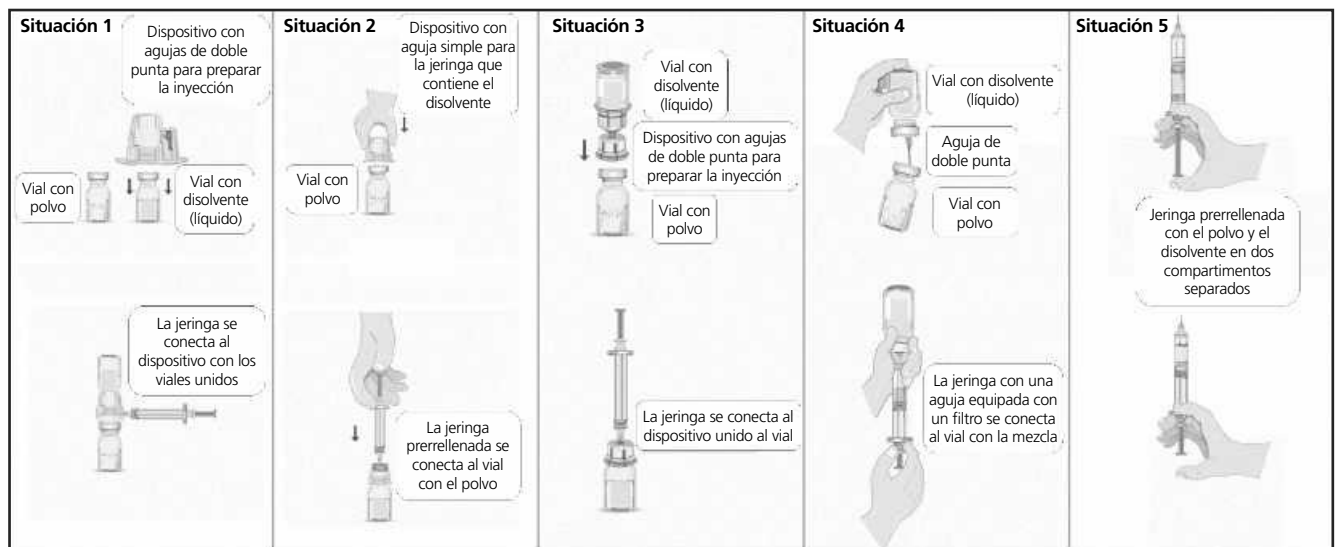 Situación 1
Dispositivo con
agujas de doble
punta para preparar
la inyección
Vial con
polvo
Vial con
disolvente
(líquido)
La jeringa se
conecta al
dispositivo con los
viales unidos
Situación 2
Dispositivo con
aguja simple para
la jeringa que
contiene el
disolvente
Vial con
polvo
La jeringa
prerrellenada se
conecta al vial
con el polvo
Situación 3
Vial con
disolvente
(líquido)
Dispositivo con agujas
de doble punta para
preparar la inyección
Vial con
polvo
La jeringa se conecta al
dispositivo unido al vial
Situación 4
Vial con disolvente
(líquido)
Aguja de
doble punta
Vial con
polvo
La jeringa con una
aguja equipada con
un filtro se conecta
al vial con la mezcla
Situación 5
Jeringa prerrellenada
con el polvo y el
disolvente en dos
compartimentos
separados